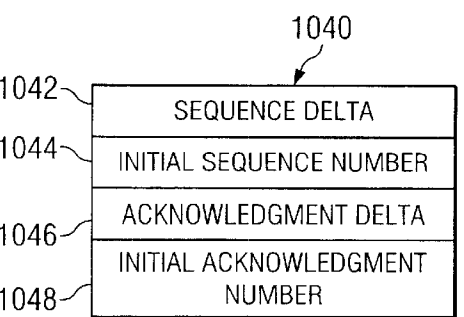 1040
1042 SEQUENCE DELTA
1044 INITIAL SEQUENCE NUMBER
1046 ACKNOWLEDGMENT DELTA
1048 INITIAL ACKNOWLEDGMENT
NUMBER